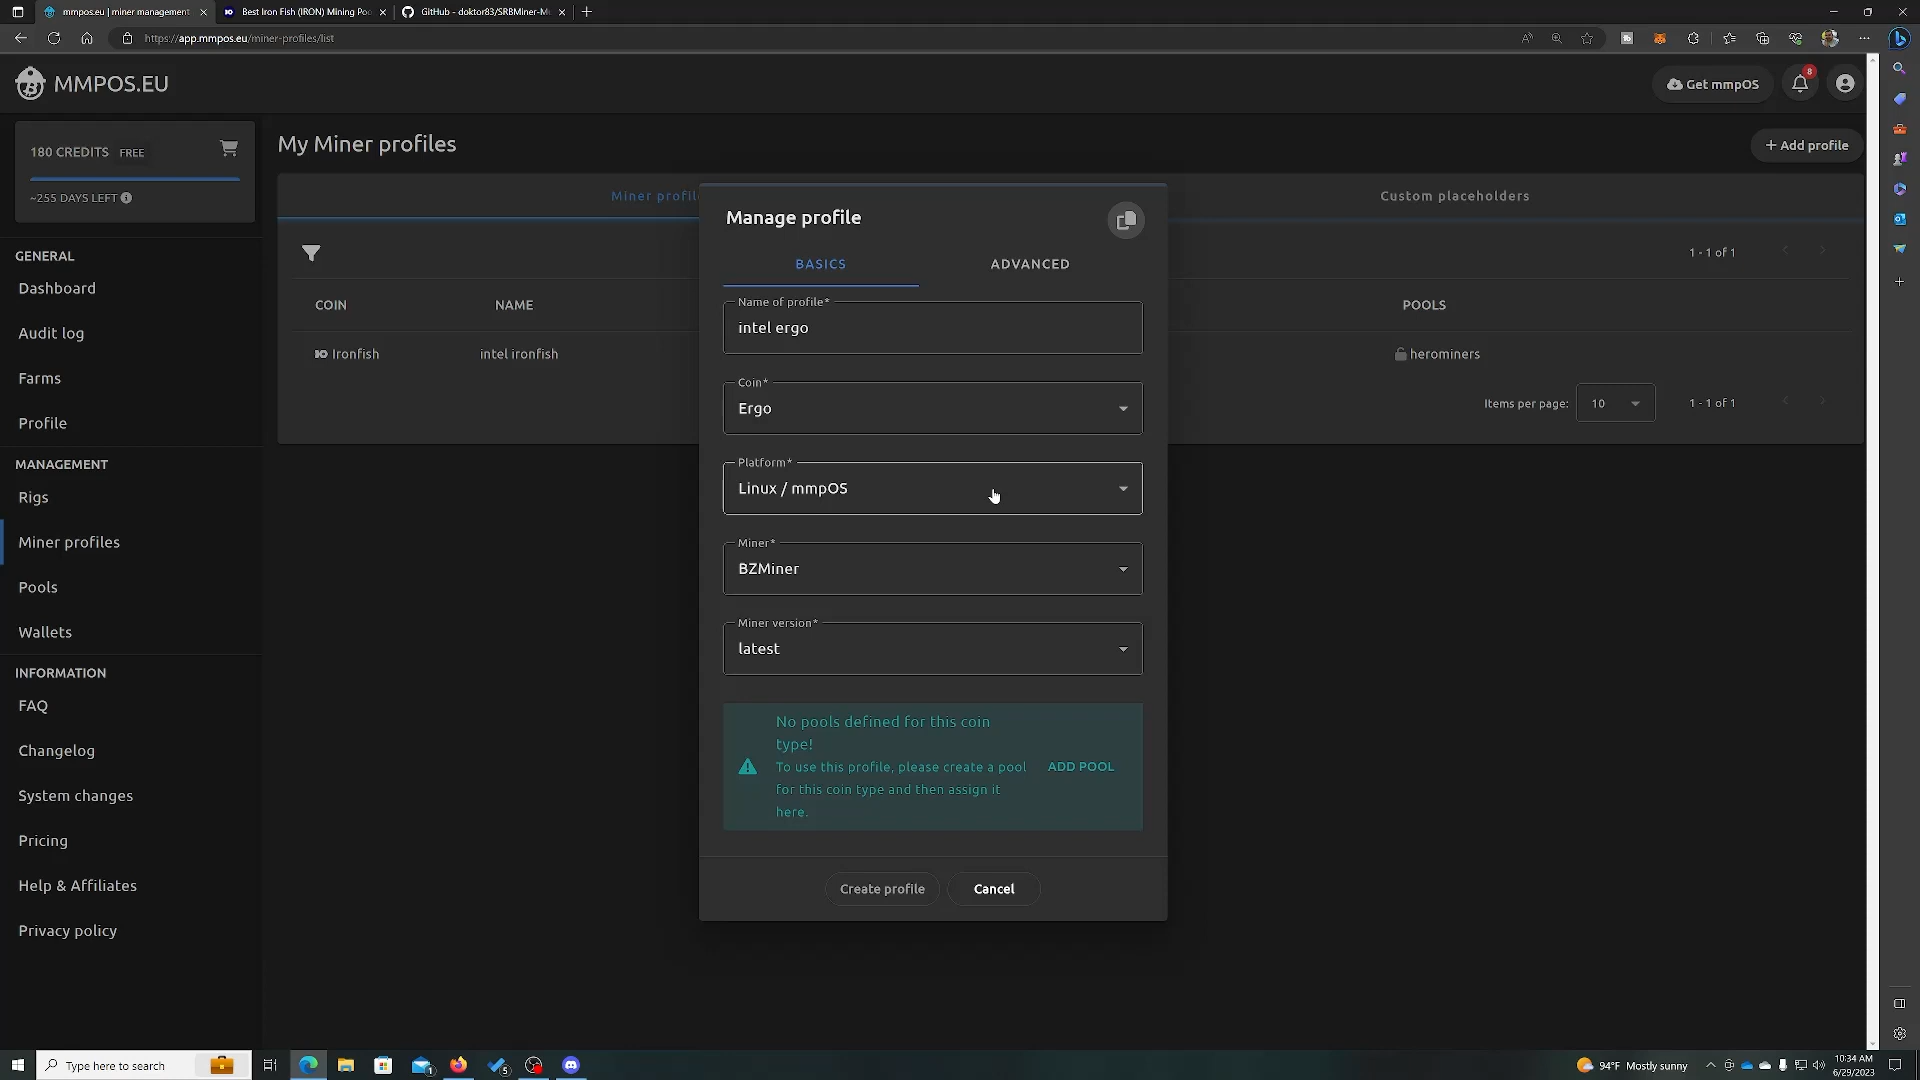 mmpos.eu | miner management
Best Iron Fish (IRON) Mining Poo
GitHub - doktor83/SRBMiner-Mu
https://app.mmpos.eu/miner-profiles/list
MMPOS.EU
Get mmpOS
8
180 CREDITS FREE
~255 DAYS LEFT
My Miner profiles
+ Add profile
Miner profil
Custom placeholders
1 - 1 of 1
COIN
NAME
POOLS
Ironfish
intel ironfish
herominers
Items per page:
10
1 - 1 of 1
GENERAL
Dashboard
Audit log
Farms
Profile
MANAGEMENT
Rigs
Miner profiles
Pools
Wallets
INFORMATION
FAQ
Changelog
System changes
Pricing
Help & Affiliates
Privacy policy
Manage profile
BASICS
ADVANCED
Name of profile*
intel ergo
Coin*
Ergo
Platform*
Linux / mmpOS
Miner*
BZMiner
Miner version*
latest
No pools defined for this coin
type!
To use this profile, please create a pool
for this coin type and then assign it
here.
ADD POOL
Create profile
Cancel
Type here to search
1
5
94°F Mostly sunny
10:34 AM
6/29/2023